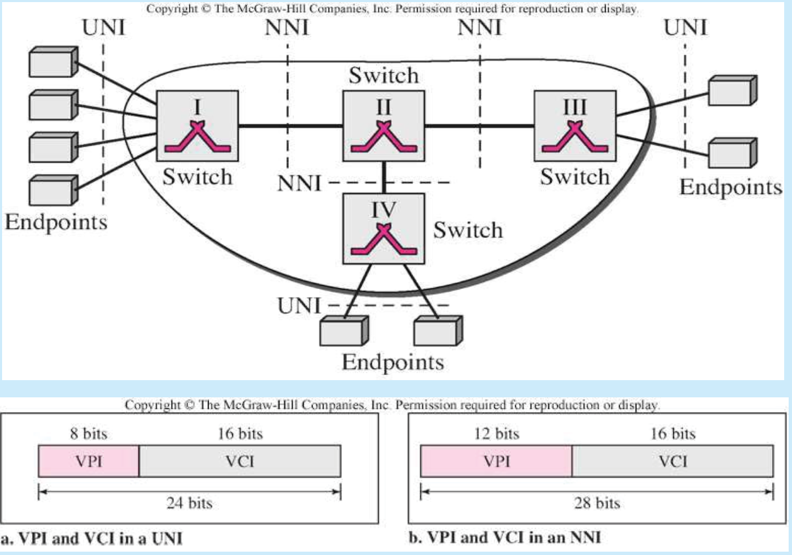 Copyright © The McGraw-Hill Companies, Inc. Permission required for reproduction or display.
UNI NNI NNI UNI
Switch
I II III
Switch NNI Switch
Endpoints
IV
Switch
Endpoints
UNI
Endpoints
Copyright © The McGraw-Hill Companies, Inc. Permission required for reproduction or display.
8 bits 16 bits
VPI VCI
24 bits
a. VPI and VCI in a UNI
12 bits 16 bits
VPI VCI
28 bits
b. VPI and VCI in an NNI